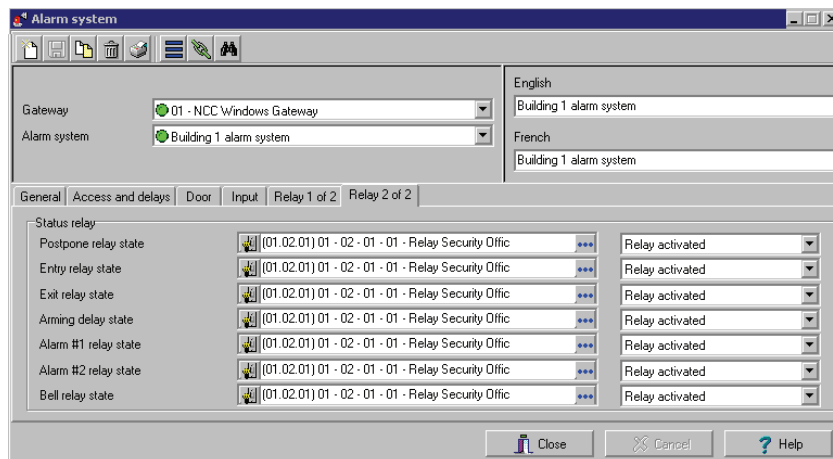 Alarm system
English
Gateway
01 - NCC Windows Gateway
Building 1 alarm system
Alarm system
Building 1 alarm system
French
Building 1 alarm system
General Access and delays Door Input Relay 1 of 2 Relay 2 of 2
Status relay
Postpone relay state (01.02.01) 01 - 02 - 01 - 01 - Relay Security Offic ... Relay activated
Entry relay state (01.02.01) 01 - 02 - 01 - 01 - Relay Security Offic ... Relay activated
Exit relay state (01.02.01) 01 - 02 - 01 - 01 - Relay Security Offic ... Relay activated
Arming delay state (01.02.01) 01 - 02 - 01 - 01 - Relay Security Offic ... Relay activated
Alarm #1 relay state (01.02.01) 01 - 02 - 01 - 01 - Relay Security Offic ... Relay activated
Alarm #2 relay state (01.02.01) 01 - 02 - 01 - 01 - Relay Security Offic ... Relay activated
Bell relay state (01.02.01) 01 - 02 - 01 - 01 - Relay Security Offic ... Relay activated
Close Cancel ? Help